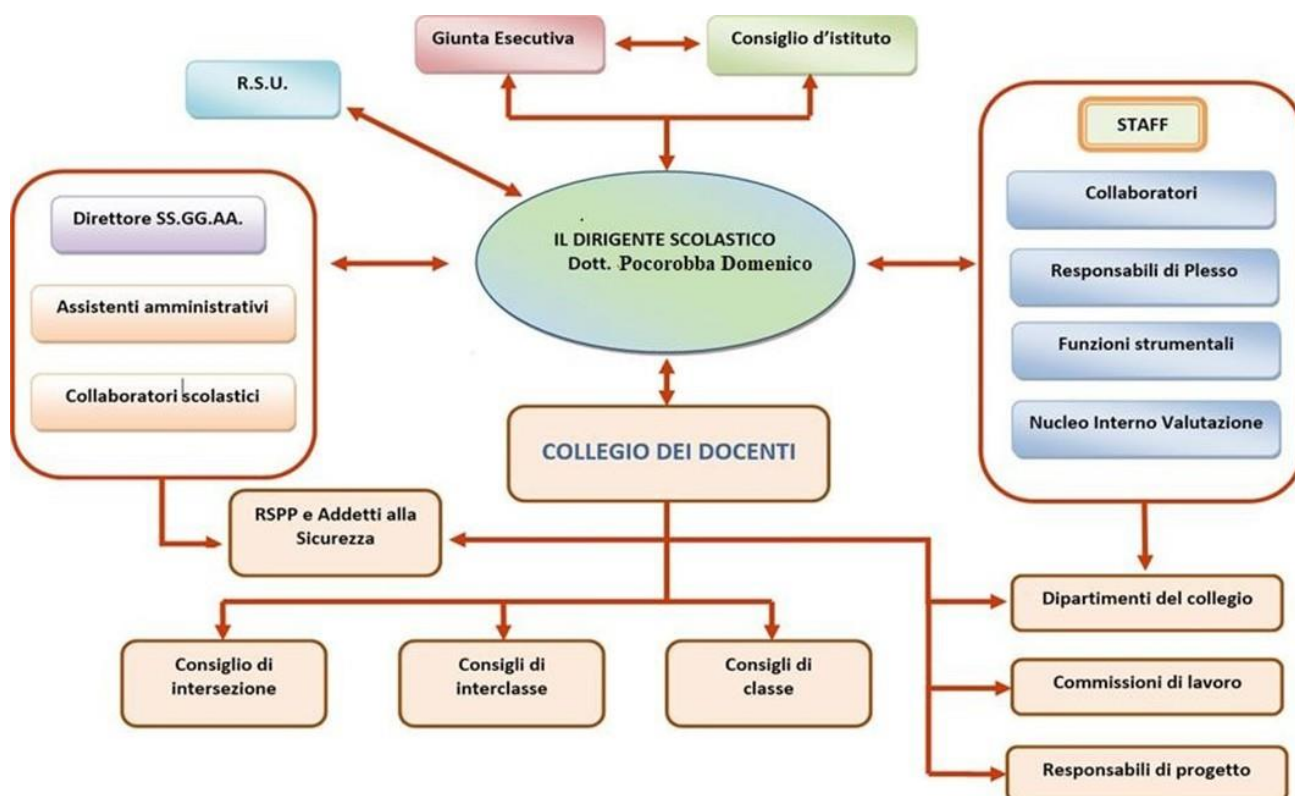 Giunta Esecutiva
Consiglio d'istituto
R.S.U.
STAFF
Collaboratori
Responsabili di Plesso
Funzioni strumentali
Nucleo Interno Valutazione
Direttore SS.GG.AA.
Assistenti amministrativi
Collaboratori scolastici
IL DIRIGENTE SCOLASTICO
Dott. Pocorobba Domenico
COLLEGIO DEI DOCENTI
RSPP e Addetti alla
Sicurezza
Dipartimenti del collegio
Commissioni di lavoro
Responsabili di progetto
Consiglio di
intersezione
Consigli di
interclasse
Consigli di
classe